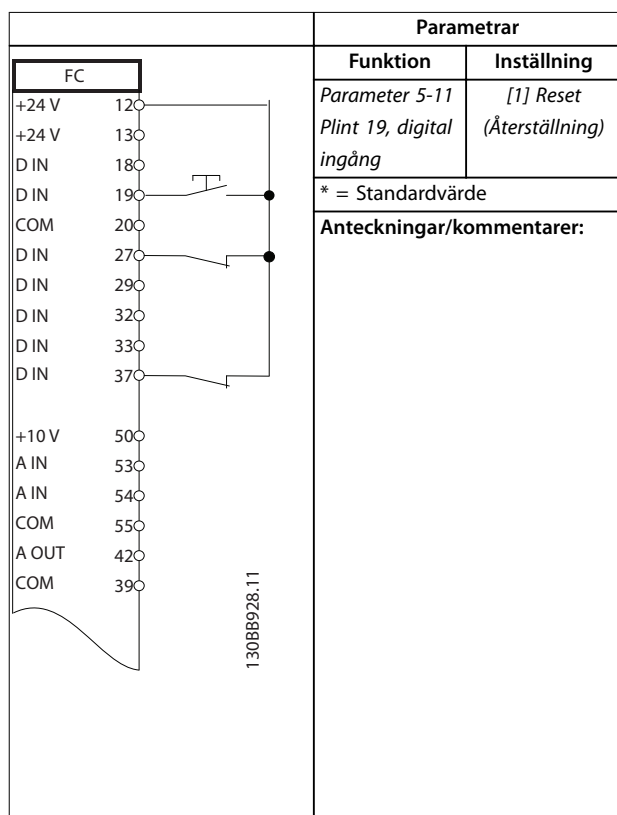 FC
+24 V 12
+24 V 13
D IN 18
D IN 19
COM 20
D IN 27
D IN 29
D IN 32
D IN 33
D IN 37
+10 V 50
A IN 53
A IN 54
COM 55
A OUT 42
COM 39
130BB928.11
Parametrar
Funktion Inställning
Parameter 5-11 [1] Reset
Plint 19, digital (Återställning)
ingång
* = Standardvärde
Anteckningar/kommentarer: